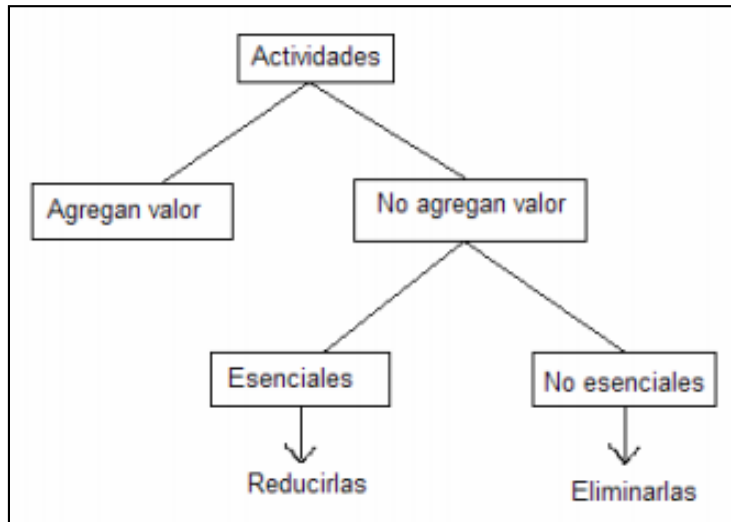 Actividades
Agregan valor
No agregan valor
Esenciales
No esenciales
Reducirlas
Eliminarlas